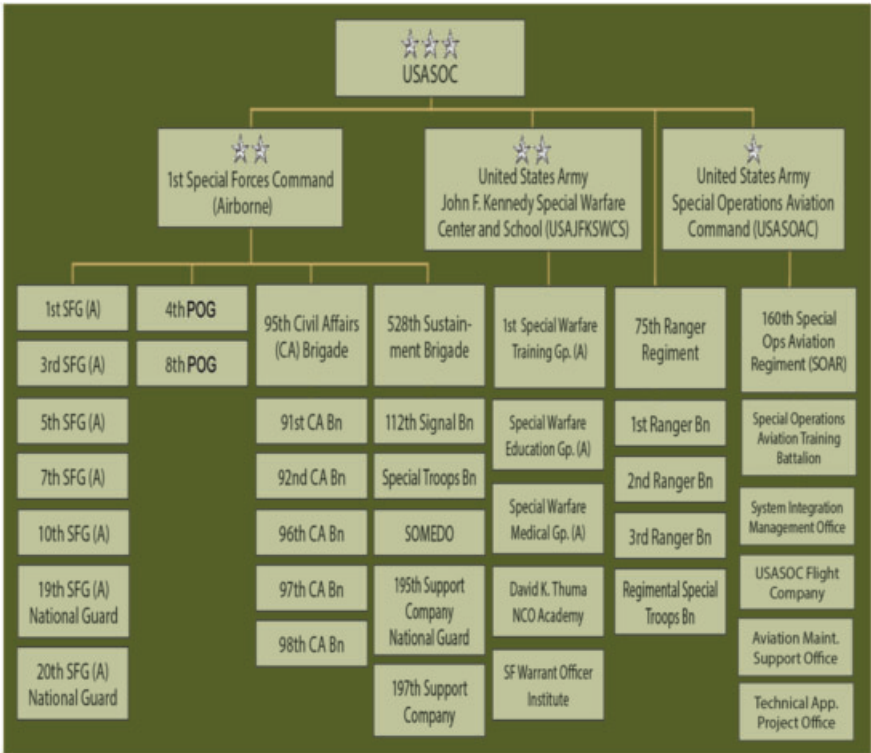 USASOC
1st Special Forces Command
(Airborne)
United States Army
John F. Kennedy Special Warfare
Center and School (USAJFKSWCS)
United States Army
Special Operations Aviation
Command (USASOAC)
1st SFG (A)
3rd SFG (A)
5th SFG (A)
7th SFG (A)
10th SFG (A)
19th SFG (A)
National Guard
20th SFG (A)
National Guard
4th POG
8th POG
95th Civil Affairs
(CA) Brigade
91st CA Bn
92nd CA Bn
96th CA Bn
97th CA Bn
98th CA Bn
528th Sustain-
ment Brigade
112th Signal Bn
Special Troops Bn
SOMEDO
195th Support
Company
National Guard
197th Support
Company
1st Special Warfare
Training Gp. (A)
Special Warfare
Education Gp. (A)
Special Warfare
Medical Gp. (A)
David K. Thuma
NCO Academy
SF Warrant Officer
Institute
75th Ranger
Regiment
1st Ranger Bn
2nd Ranger Bn
3rd Ranger Bn
Regimental Special
Troops Bn
160th Special
Ops Aviation
Regiment (SOAR)
Special Operations
Aviation Training
Battalion
System Integration
Management Office
USASOC Flight
Company
Aviation Maint.
Support Office
Technical App.
Project Office